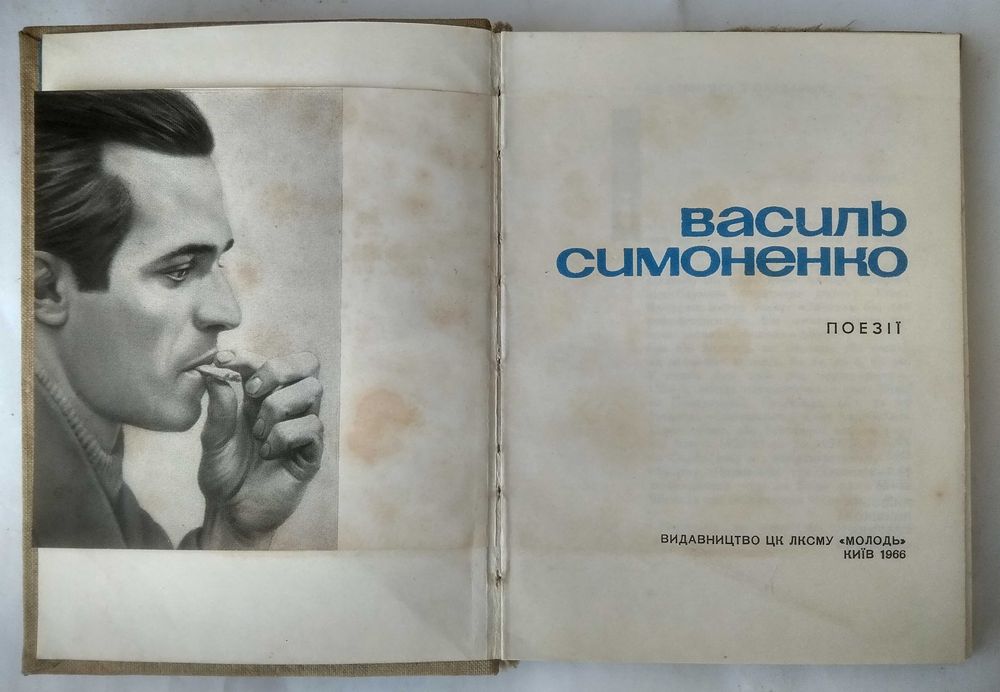 василь
симоненко
ПОЕЗІЇ
ВИДАВНИЦТВО ЦК ЛКСМУ «МОЛОДЬ»
КИЇВ 1966